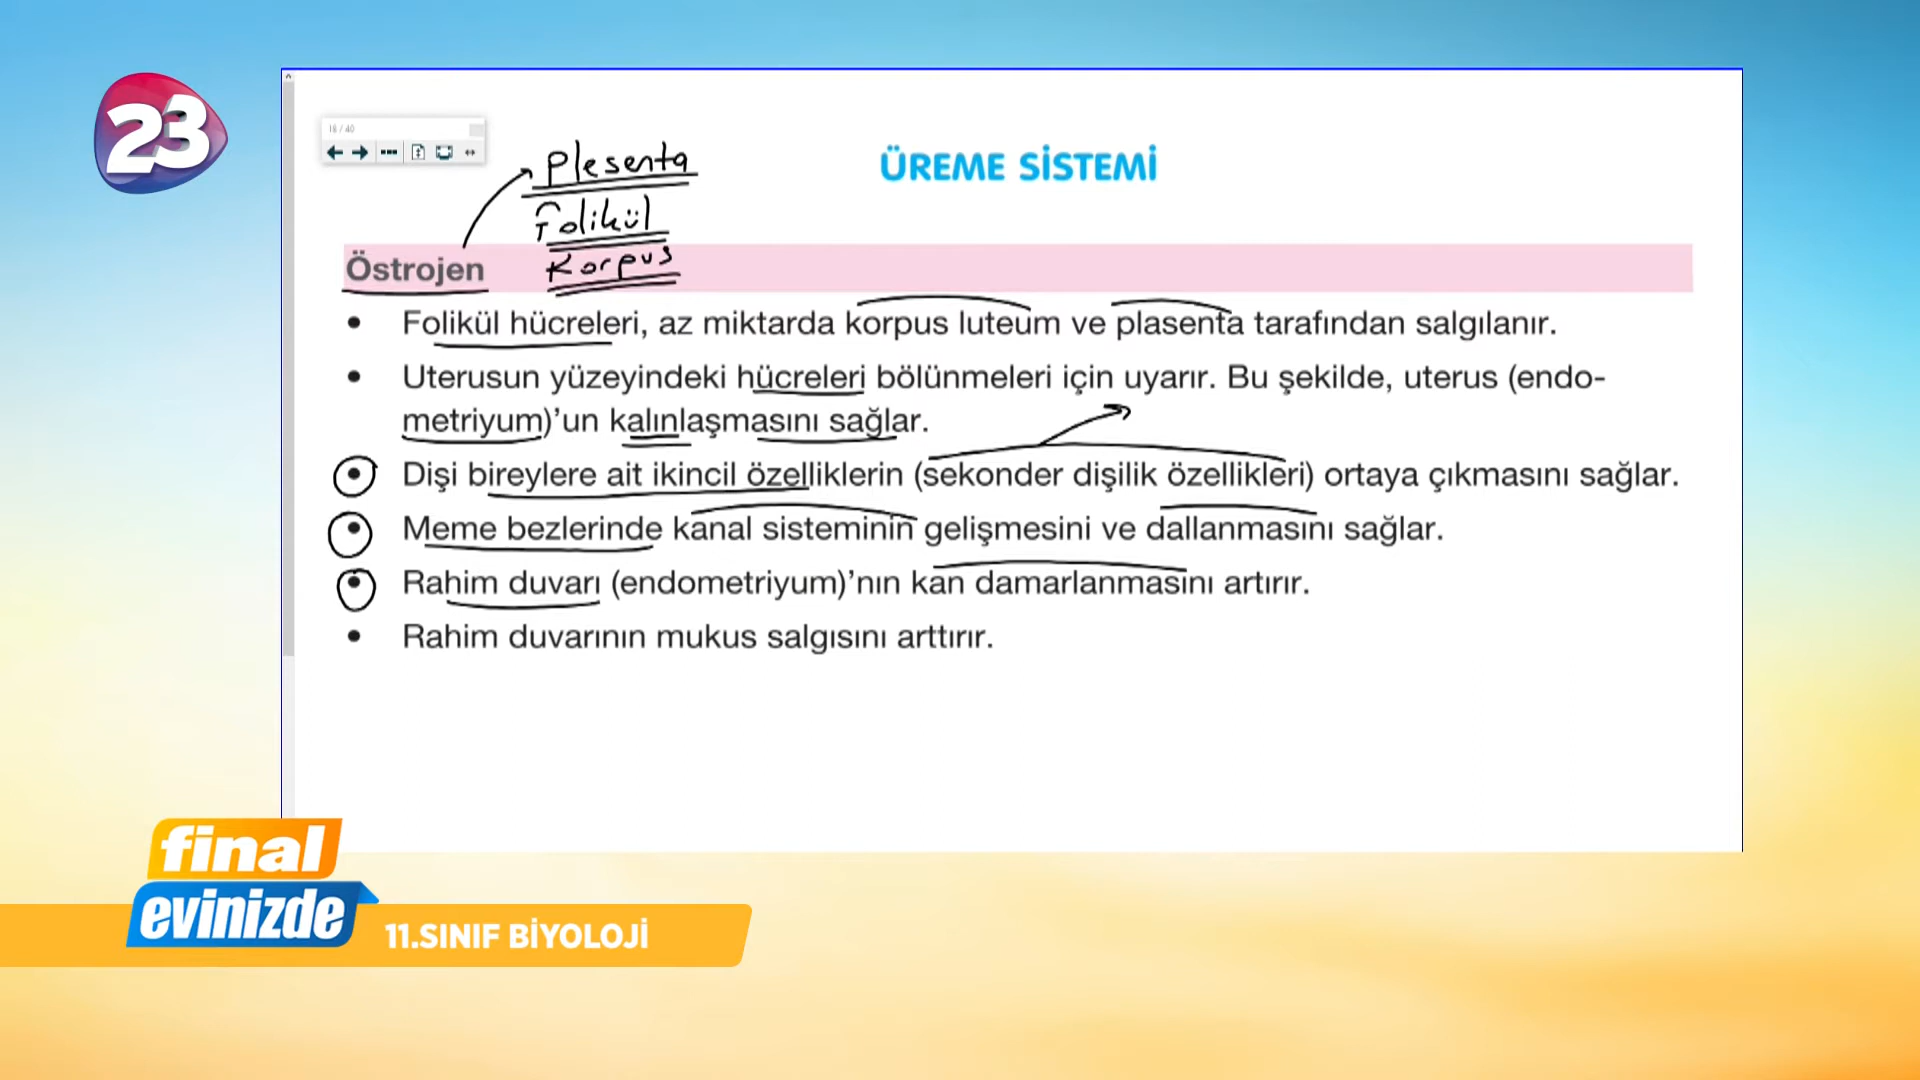 23
18 / 40
Plesenta
ÜREME SİSTEMİ
Folikül
Östrojen
Korpus
• Folikül hücreleri, az miktarda korpus luteum ve plasenta tarafından salgılanır.
• Uterusun yüzeyindeki hücreleri bölünmeleri için uyarır. Bu şekilde, uterus (endo-
metriyum)’un kalınlaşmasını sağlar.
• Dişi bireylere ait ikincil özelliklerin (sekonder dişilik özellikleri) ortaya çıkmasını sağlar.
• Meme bezlerinde kanal sisteminin gelişmesini ve dallanmasını sağlar.
• Rahim duvarı (endometriyum)’nın kan damarlanmasını artırır.
• Rahim duvarının mukus salgısını arttırır.
final
evinizde
11.SINIF BİYOLOJİ